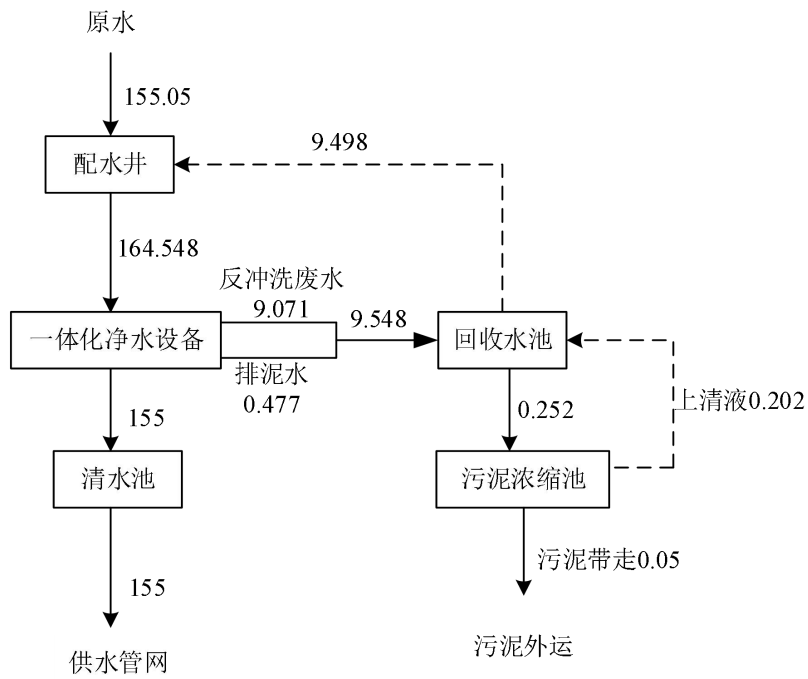 原水
155.05
9.498
配水井
164.548
反冲洗废水
9.071
9.548
一体化净水设备
回收水池
排泥水
0.477
155
0.252
上清液0.202
清水池
污泥浓缩池
155
污泥带走0.05
供水管网
污泥外运